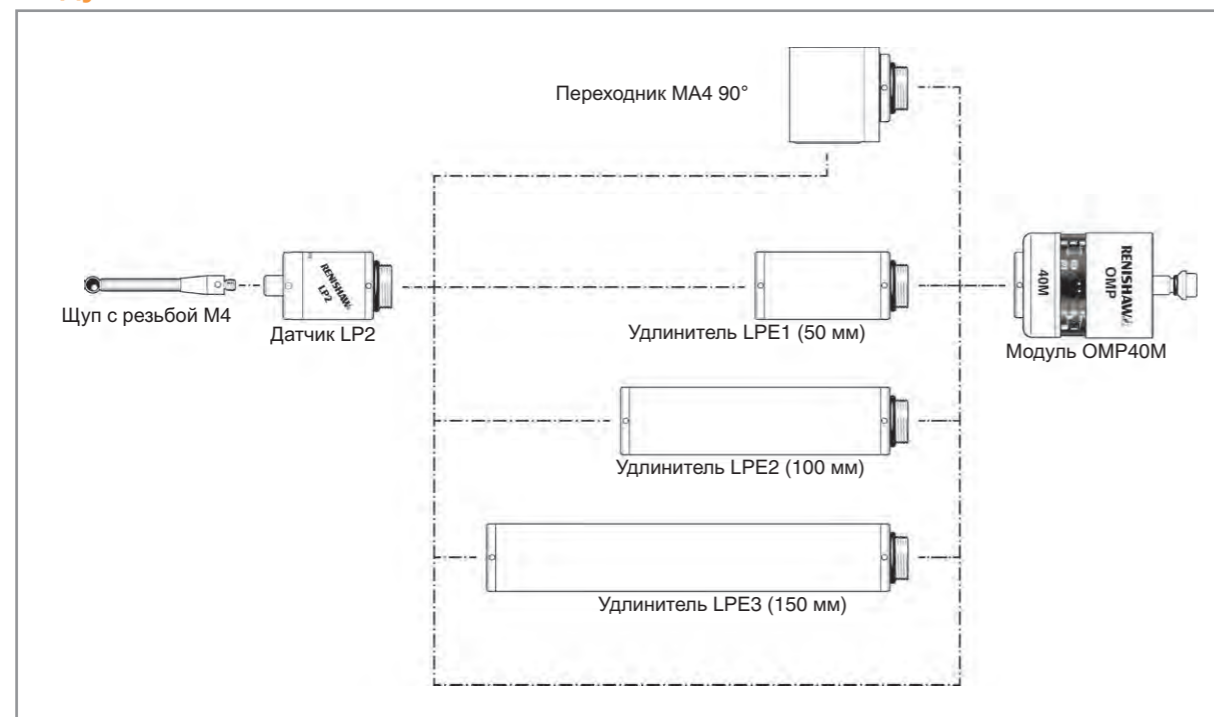 Переходник MA4 90°
Щуп с резьбой M4
RENISHAW
LP2
Датчик LP2
Удлинитель LPE1 (50 мм)
40M
RENISHAW
OMP
Модуль OMP40M
Удлинитель LPE2 (100 мм)
Удлинитель LPE3 (150 мм)